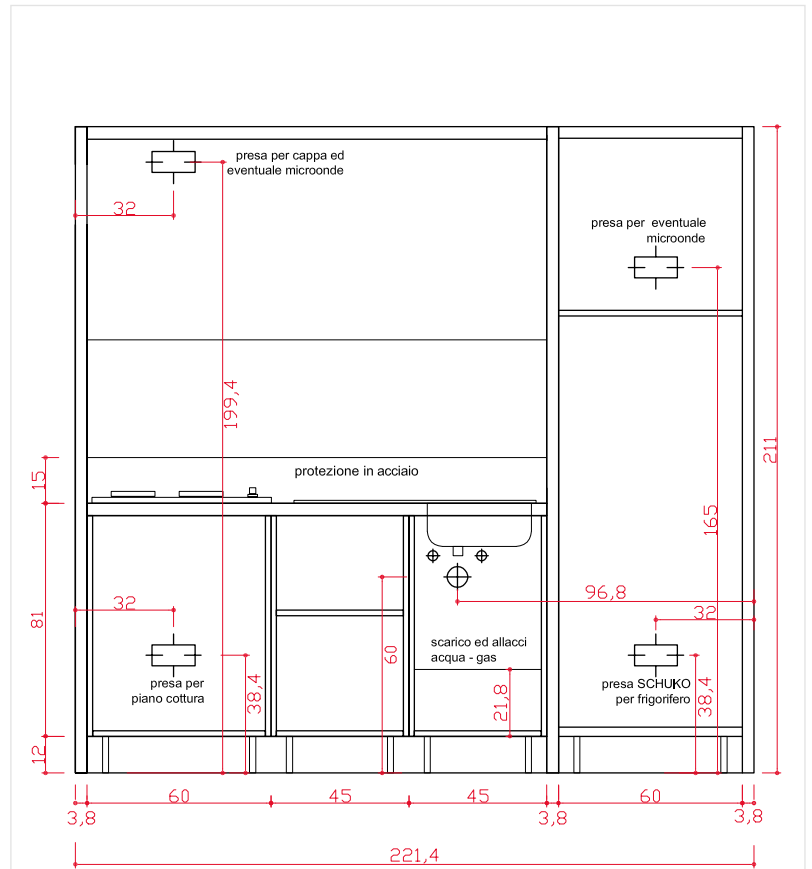 presa per cappa ed
eventuale microonde
32
presa per eventuale
microonde
199,4
211
15
protezione in acciaio
165
96,8
32
32
81
60
scarico ed allacci
acqua - gas
presa per
piano cottura
38,4
21,8
presa SCHUKO
per frigorifero
38,4
12
60
45
45
60
3,8
3,8
3,8
221,4